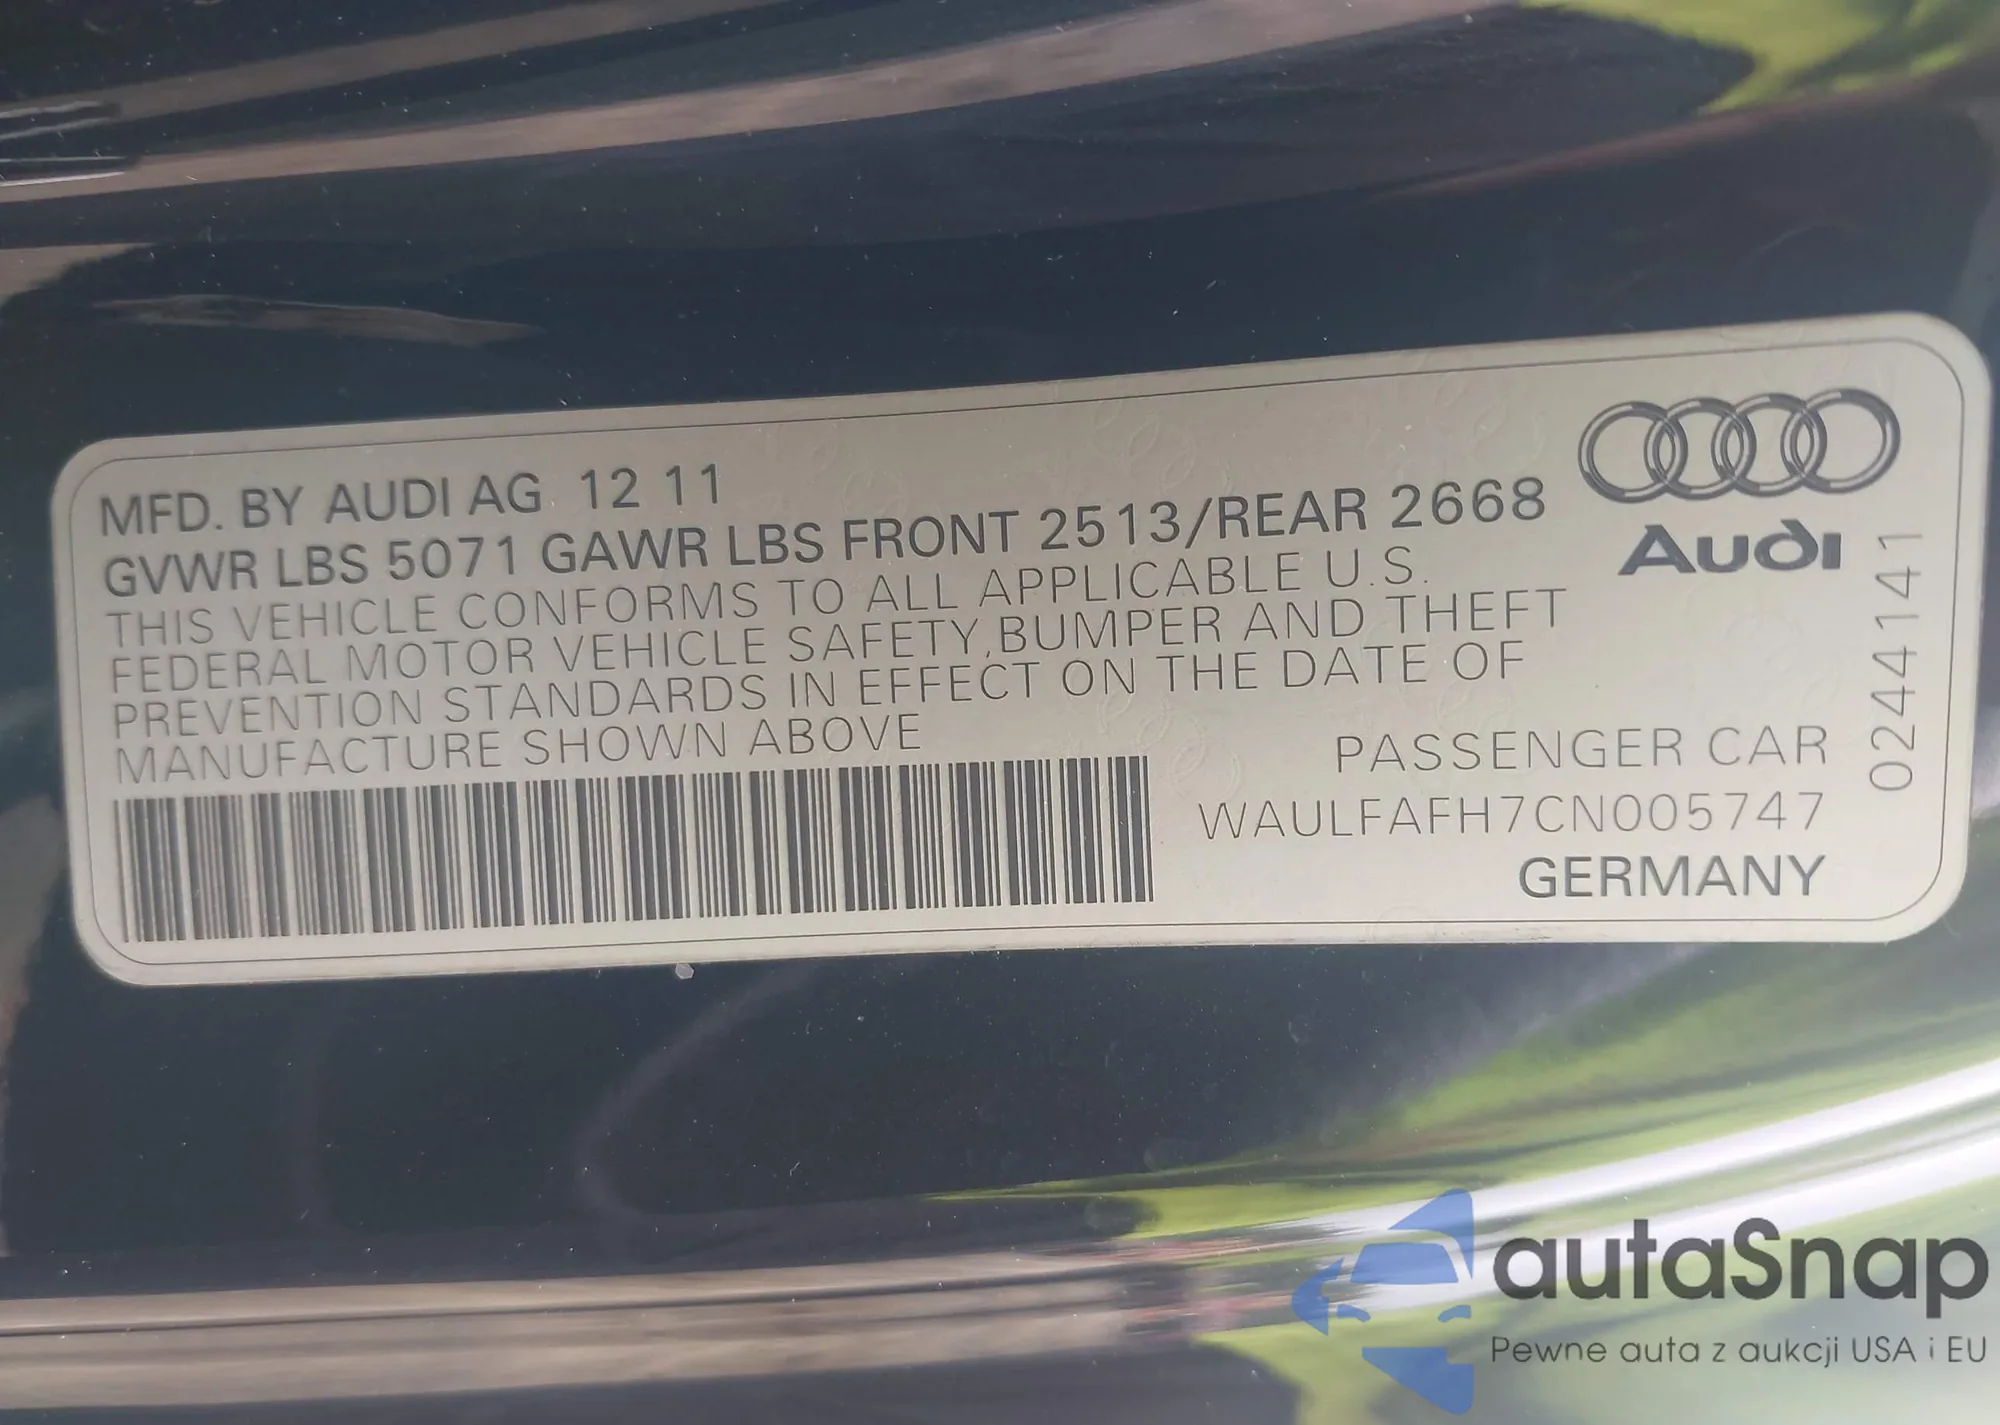 MFD. BY AUDI AG 12 11
GVWR LBS 5071 GAWR LBS FRONT 2513/REAR 2668
THIS VEHICLE CONFORMS TO ALL APPLICABLE U.S.
FEDERAL MOTOR VEHICLE SAFETY,BUMPER AND THEFT
PREVENTION STANDARDS IN EFFECT ON THE DATE OF
MANUFACTURE SHOWN ABOVE
Audi
0244141
PASSENGER CAR
WAULFAFH7CN005747
GERMANY
autaSnap
Pewne auta z aukcji USA i EU